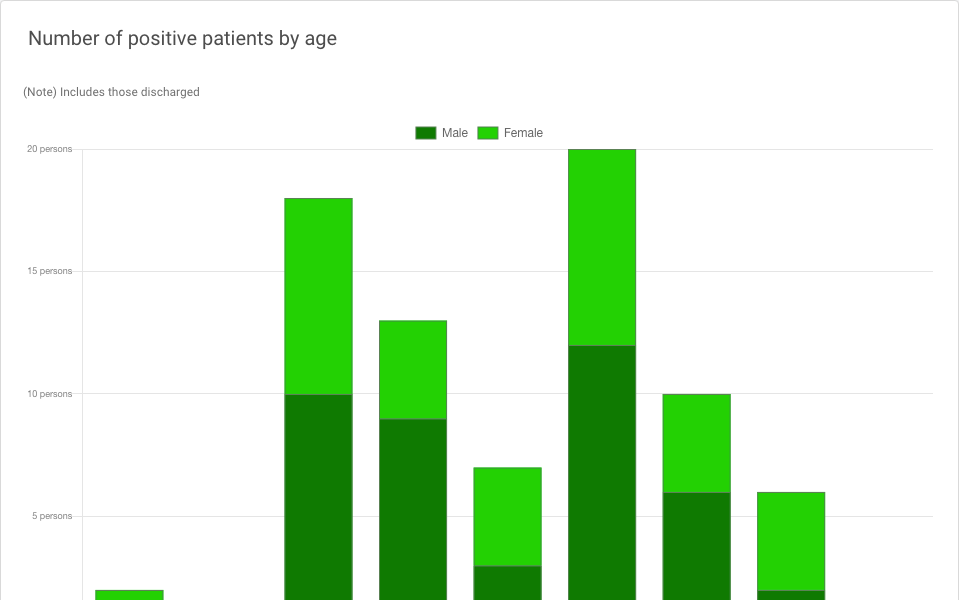 Number of positive patients by age
(Note) Includes those discharged
Male Female
20 persons
15 persons
10 persons
5 persons